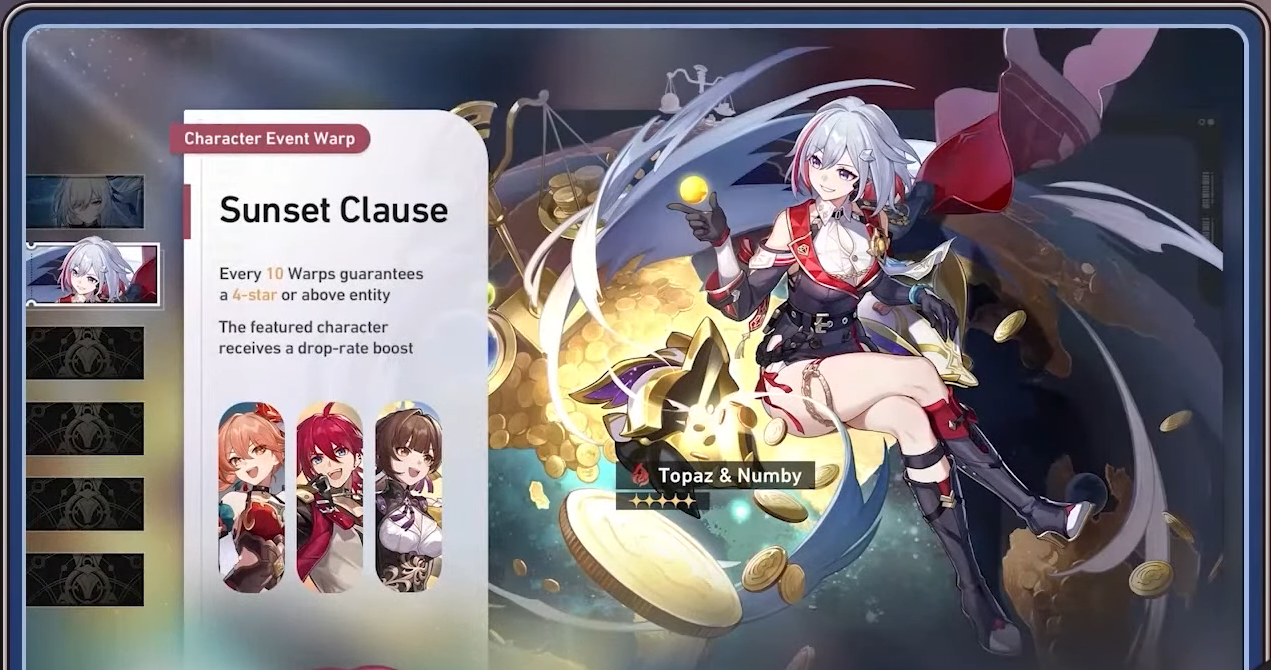 Character Event Warp
Sunset Clause
Every 10 Warps guarantees
a 4-star or above entity
The featured character
receives a drop-rate boost
Topaz & Numby